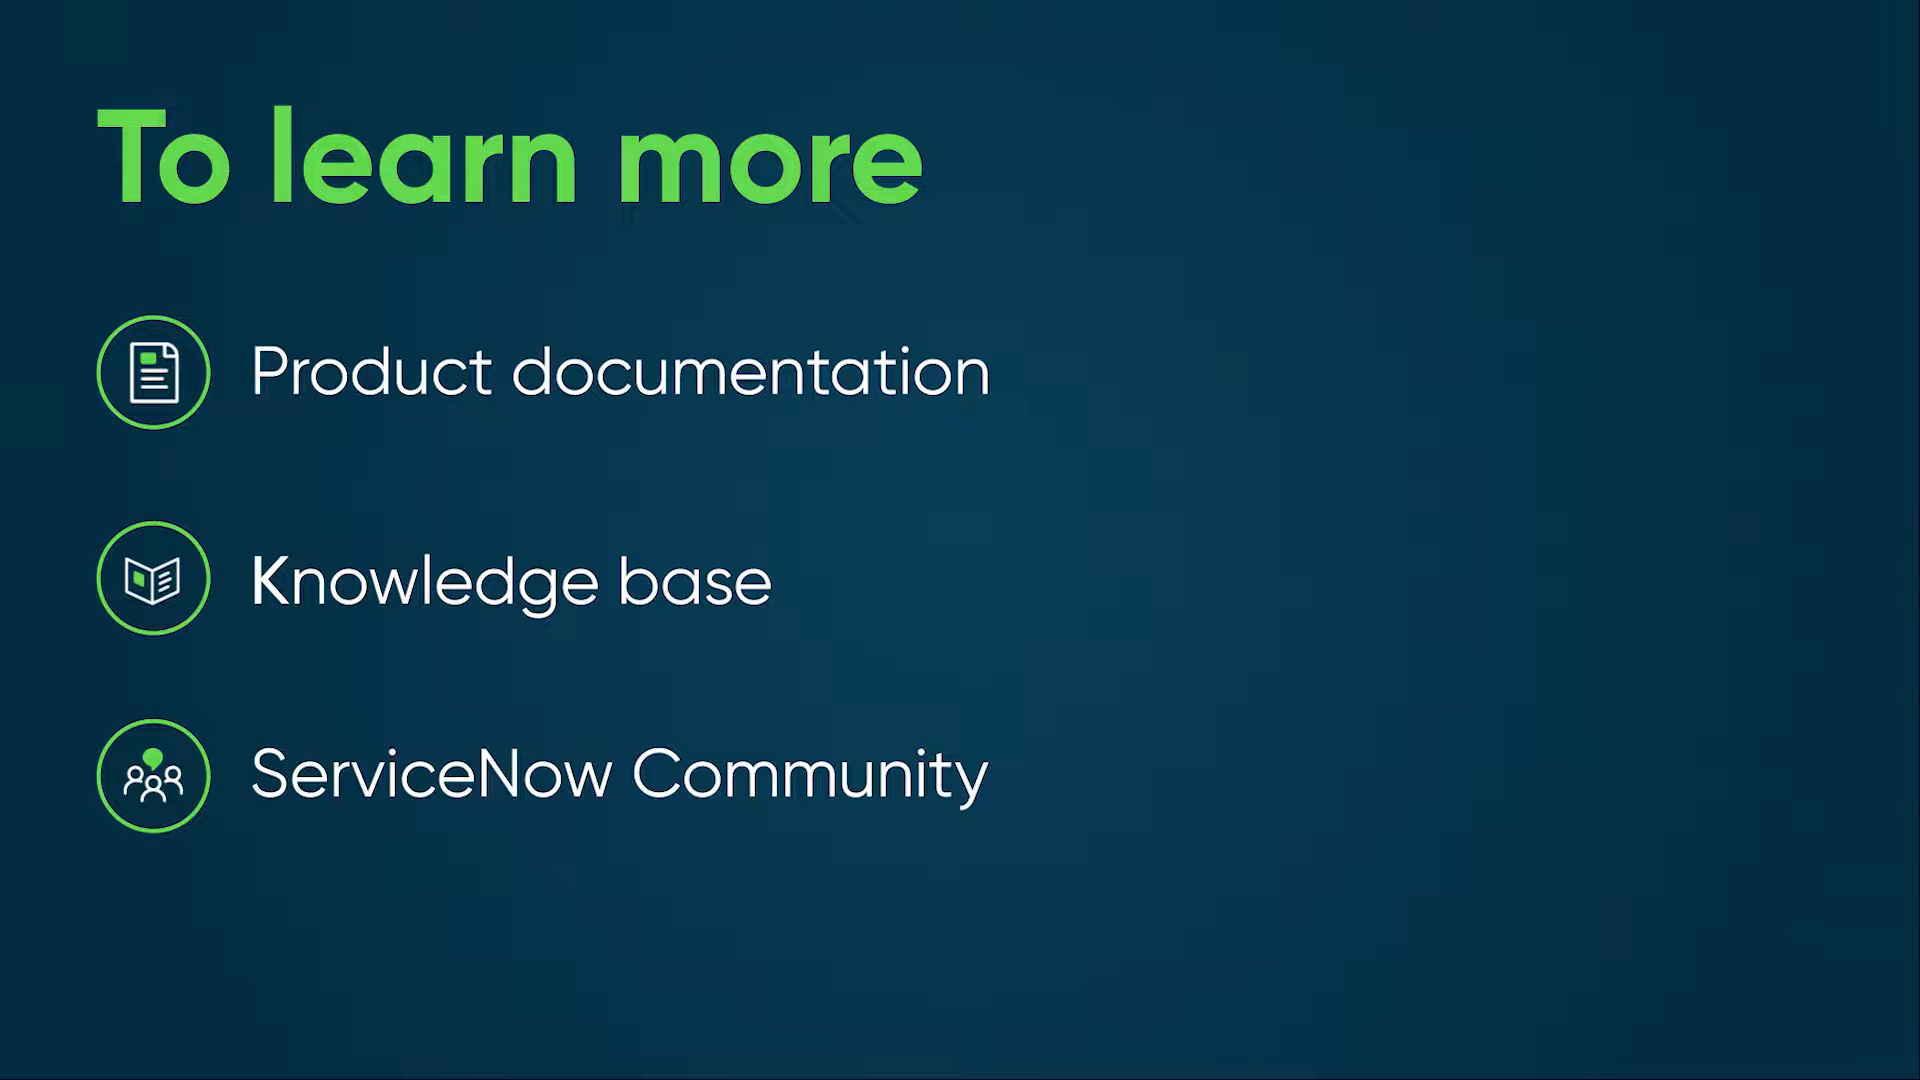 To learn more
Product documentation
Knowledge base
ServiceNow Community